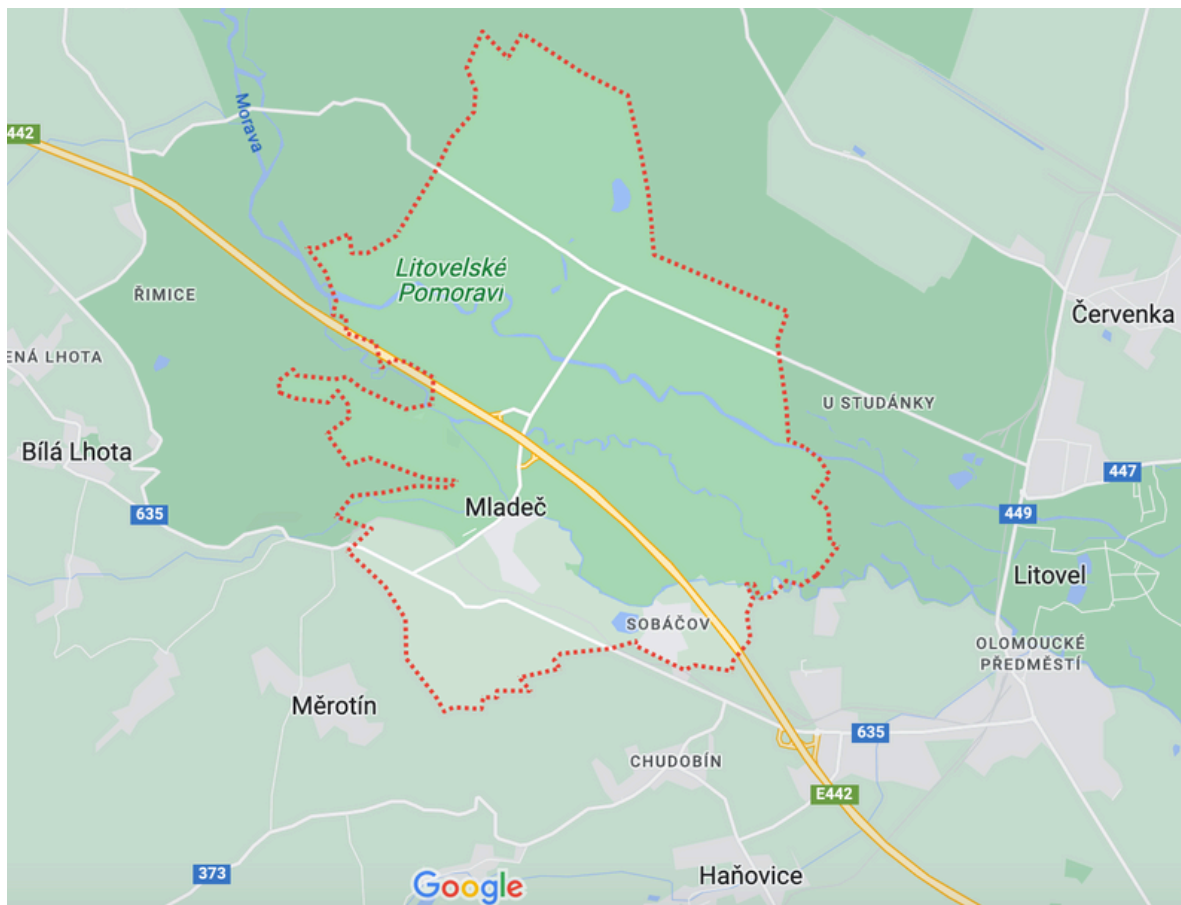 Morava
442
Litovelské
Pomoraví
ŘIMICE
Červenka
ENÁ LHOTA
U STUDÁNKY
Bílá Lhota
447
635
Mladeč
449
Litovel
SOBÁČOV
OLOMOUCKÉ
PŘEDMĚSTÍ
Měrotín
635
CHUDOBÍN
E442
373
Haňovice
Google